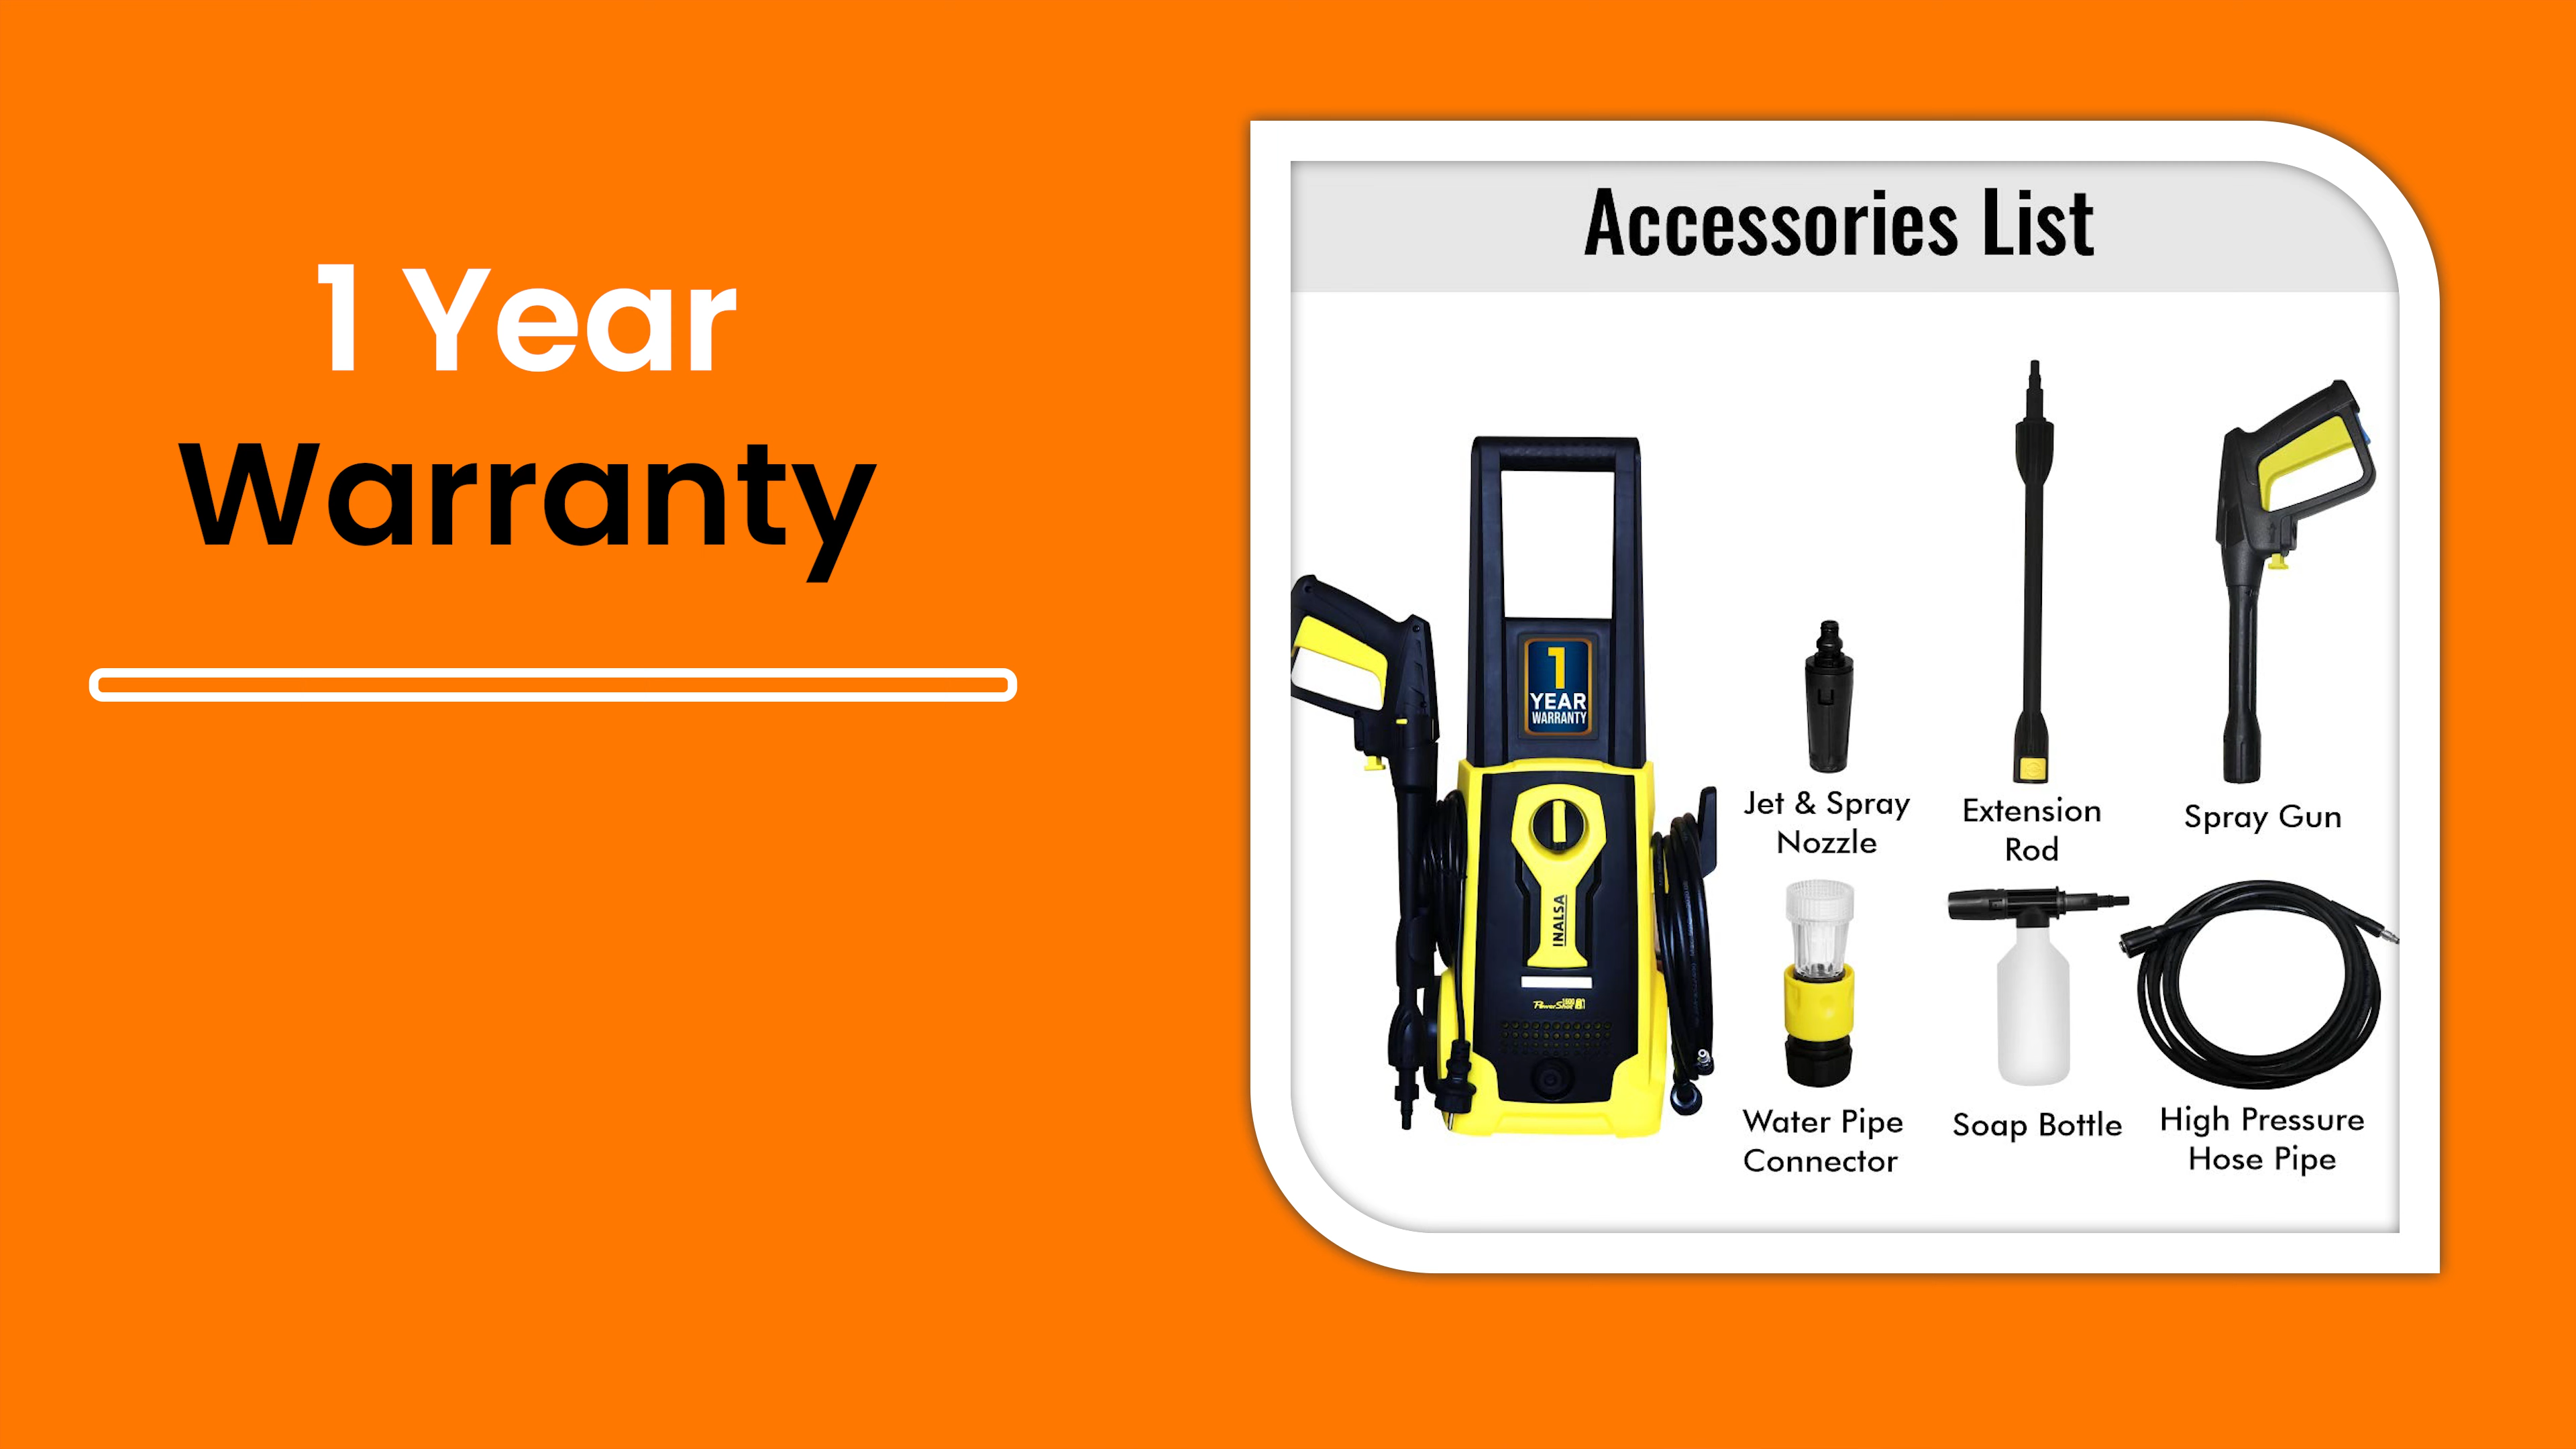 1 Year
Warranty
Accessories List
1
YEAR
WARRANTY
INALSA
Jet & Spray
Nozzle
Extension
Rod
Spray Gun
Water Pipe
Connector
Soap Bottle
High Pressure
Hose Pipe